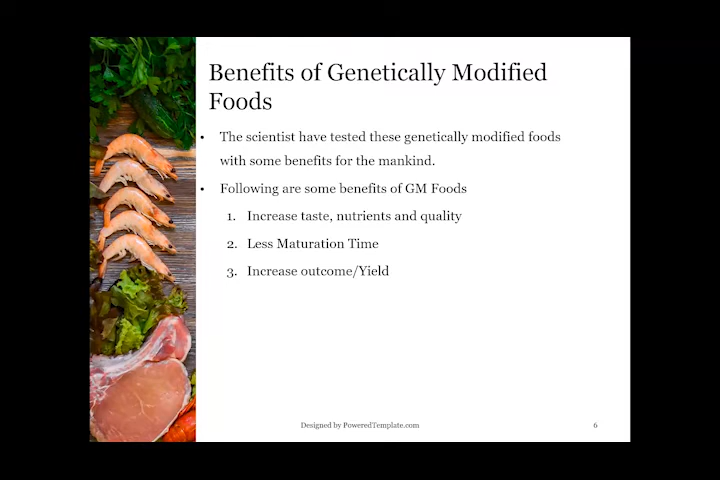 Benefits of Genetically Modified
Foods
• The scientist have tested these genetically modified foods
with some benefits for the mankind.
• Following are some benefits of GM Foods
1. Increase taste, nutrients and quality
2. Less Maturation Time
3. Increase outcome/Yield
Designed by PoweredTemplate.com
6